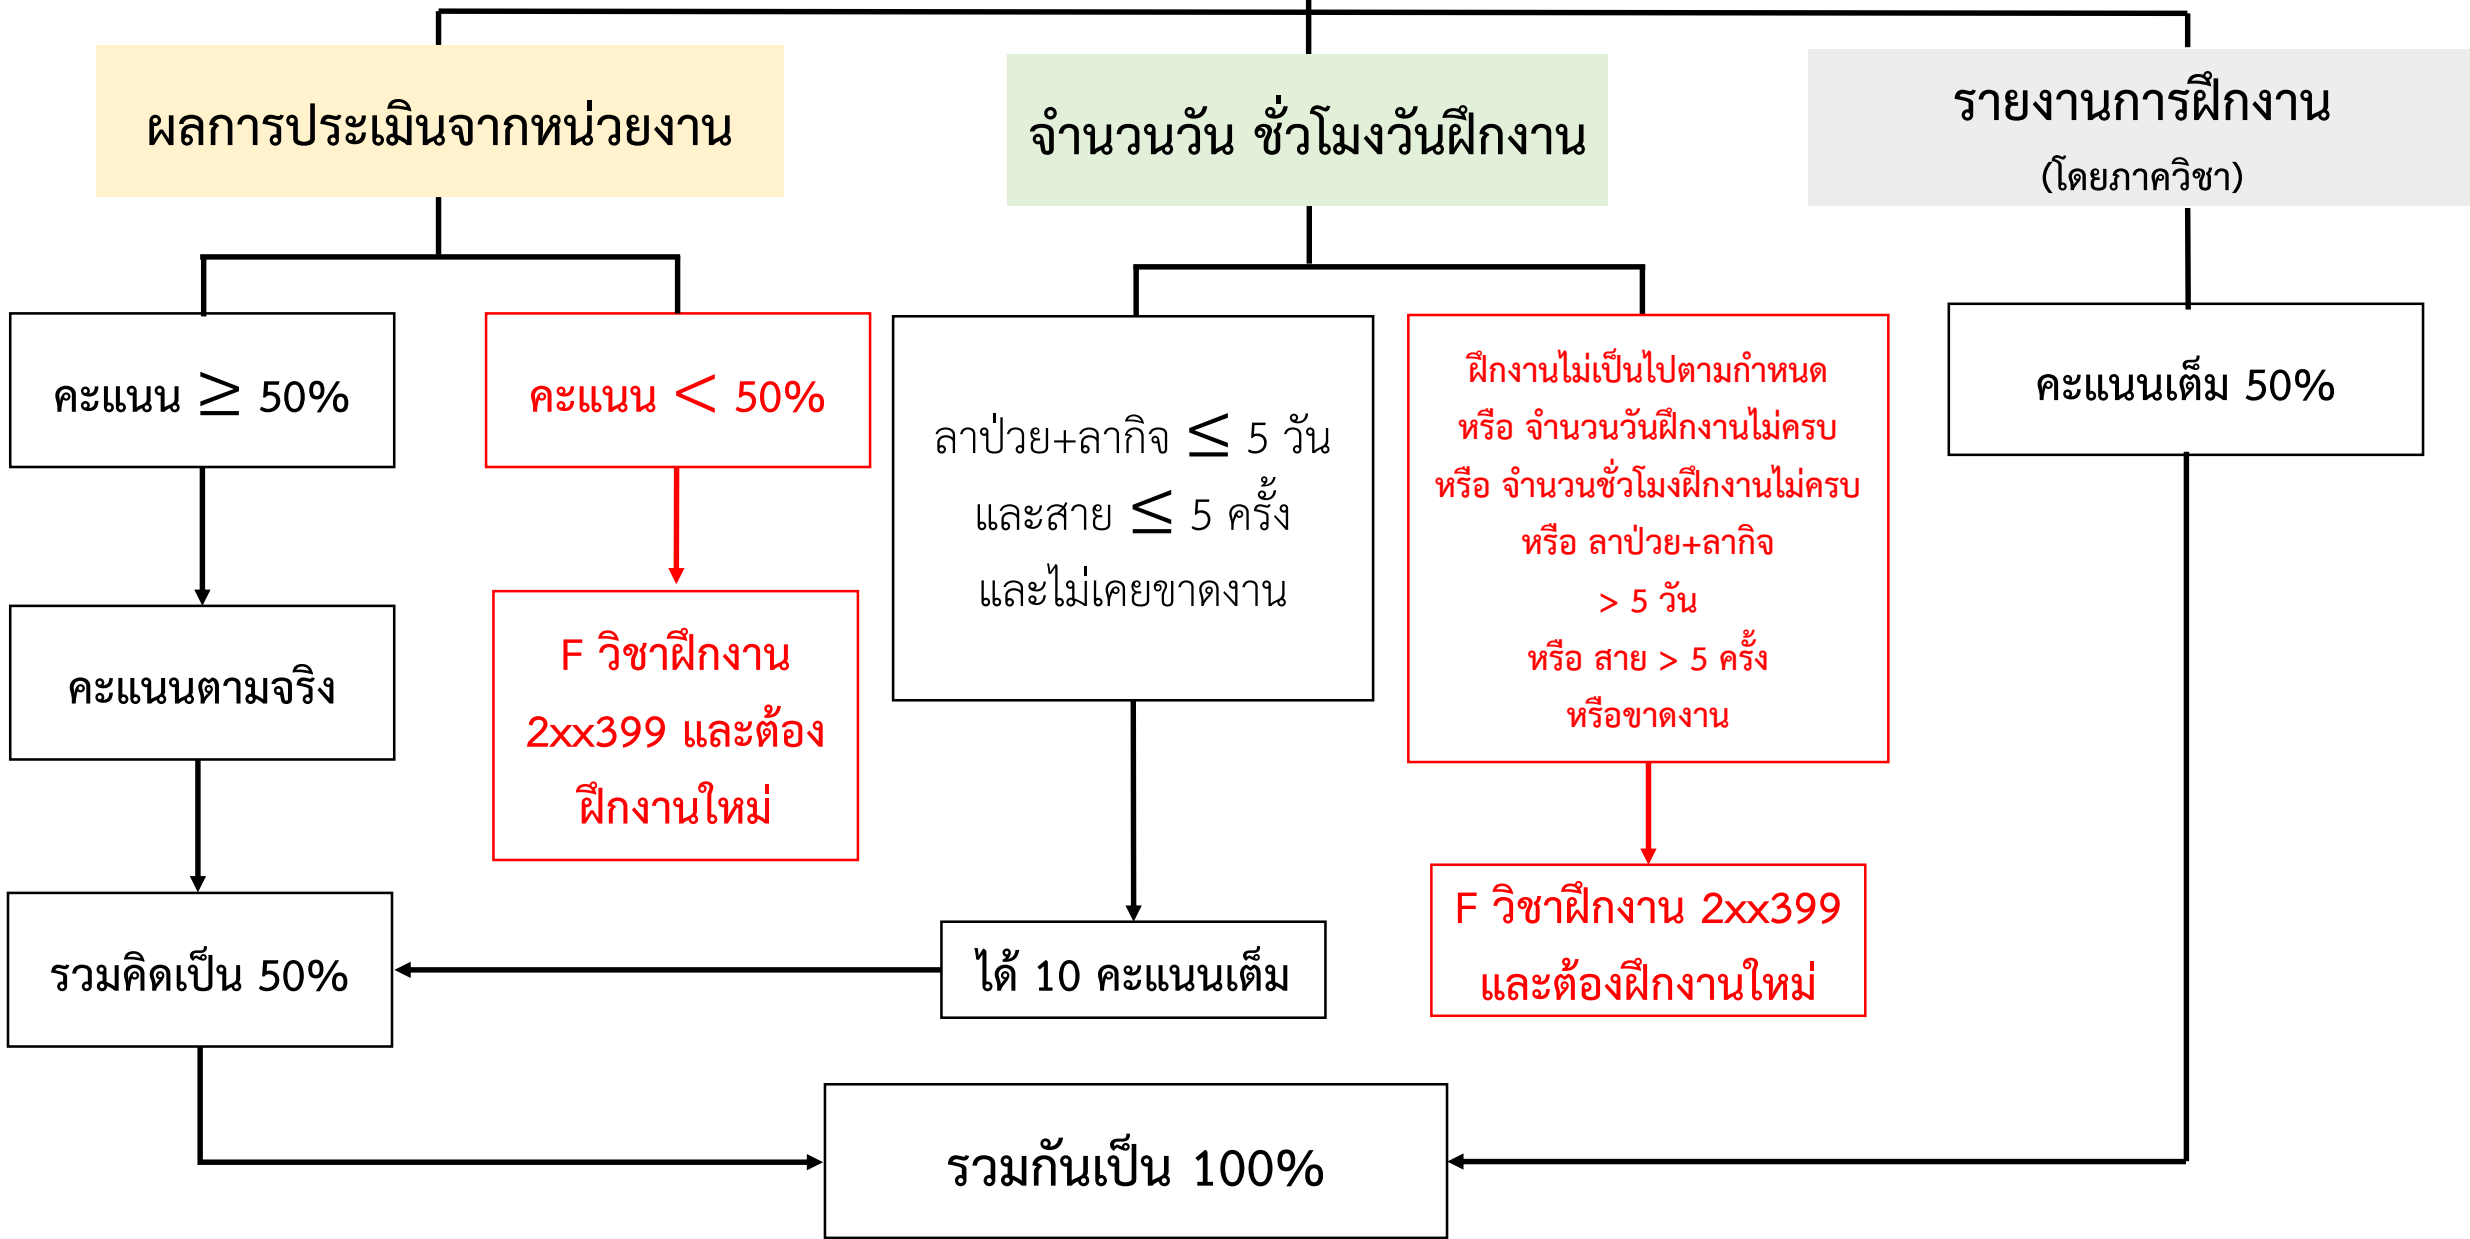 ผลการประเมินจากหน่วยงาน
จำนวนวัน ชั่วโมงวันฝึกงาน
รายงานการฝึกงาน
(โดยภาควิชา)
คะแนน ≥ 50%
คะแนน < 50%
ลาป่วย+ลากิจ ≤ 5 วัน
และสาย ≤ 5 ครั้ง
และไม่เคยขาดงาน
ฝึกงานไม่เป็นไปตามกำหนด
หรือ จำนวนวันฝึกงานไม่ครบ
หรือ จำนวนชั่วโมงฝึกงานไม่ครบ
หรือ ลาป่วย+ลากิจ
> 5 วัน
หรือ สาย > 5 ครั้ง
หรือขาดงาน
คะแนนเต็ม 50%
คะแนนตามจริง
F วิชาฝึกงาน
2xx399 และต้อง
ฝึกงานใหม่
รวมคิดเป็น 50%
ได้ 10 คะแนนเต็ม
F วิชาฝึกงาน 2xx399
และต้องฝึกงานใหม่
รวมกันเป็น 100%